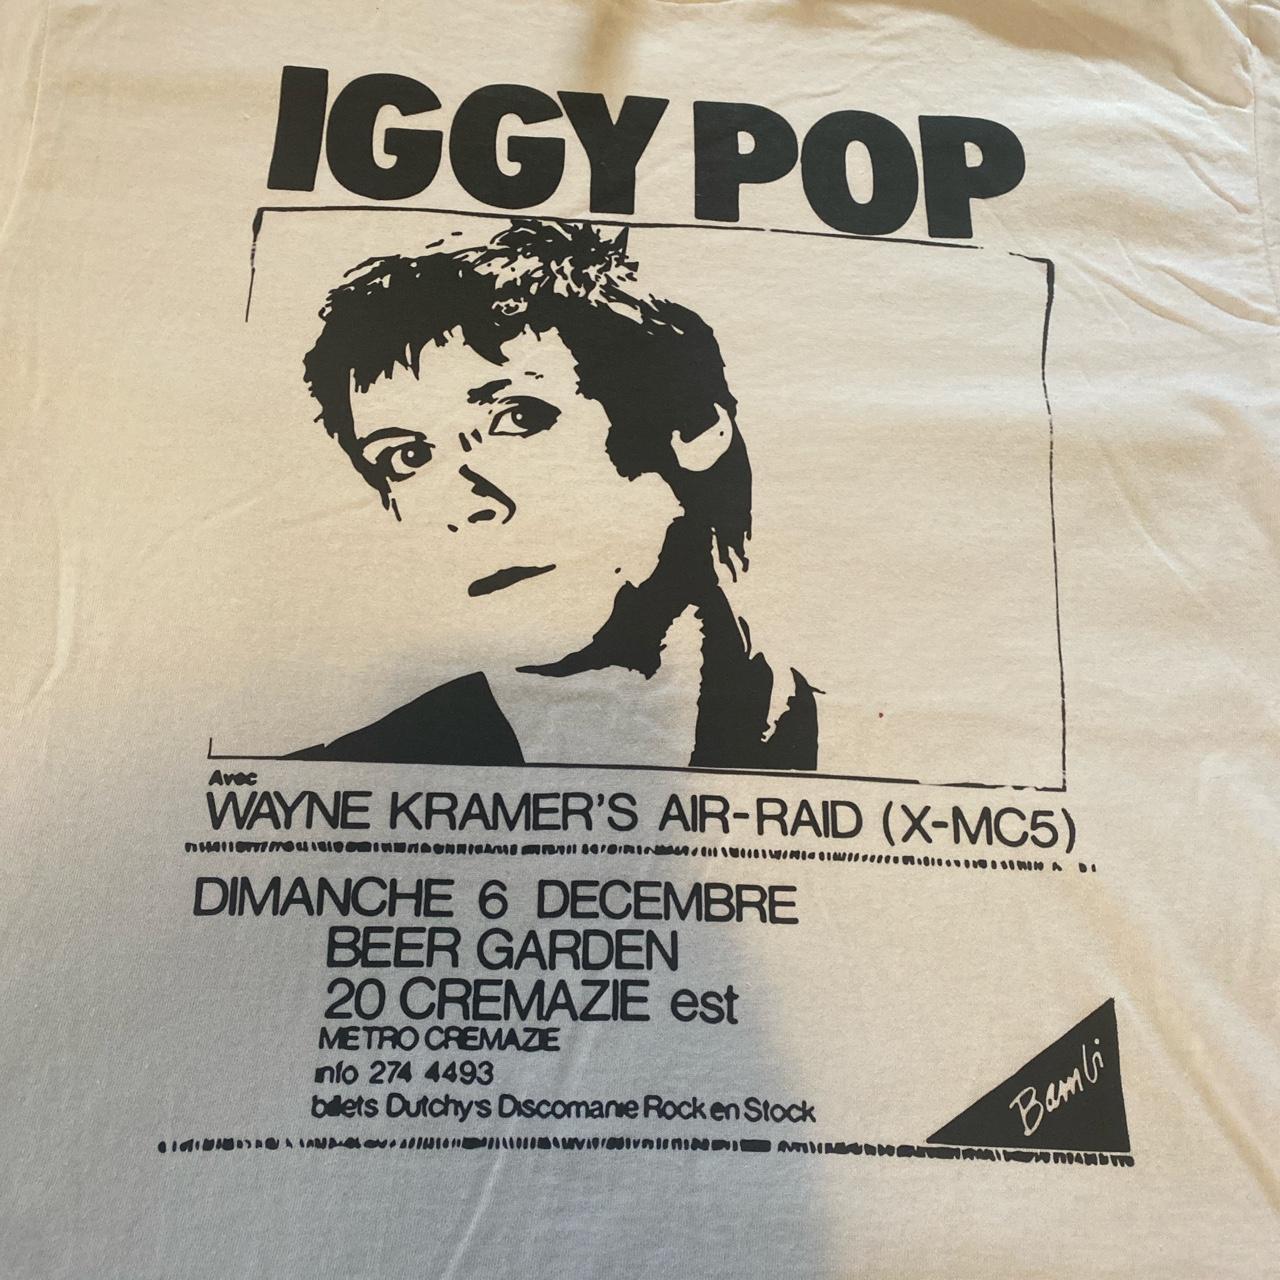 IGGY POP
Avec
WAYNE KRAMER'S AIR-RAID (X-MC5)
DIMANCHE 6 DECEMBRE
BEER GARDEN
20 CREMAZIE est
METRO CREMAZIE
info 274 4493
billets Dutchy's Discomanie Rock en Stock
Bambi